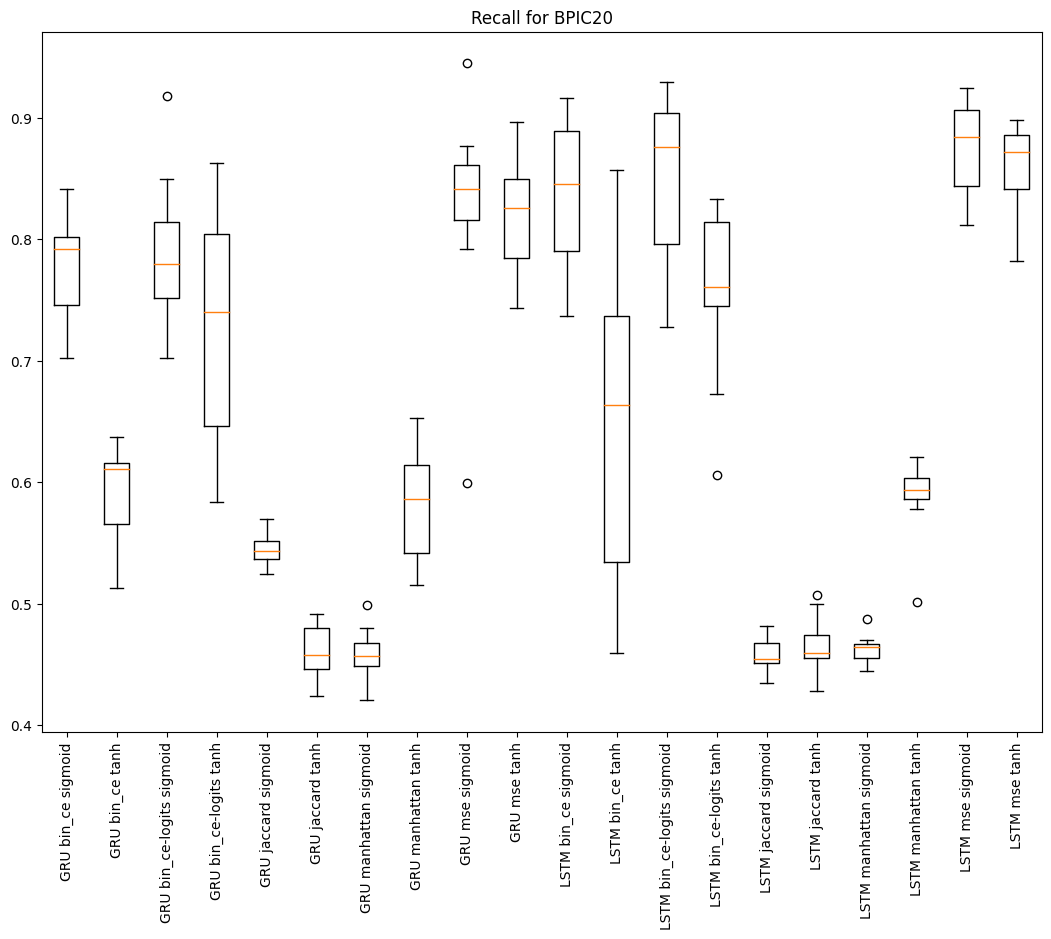 Recall for BPIC20
0.9
0.8
0.7
0.6
0.5
0.4
GRU bin_ce sigmoid
GRU bin_ce tanh
GRU bin_ce-logits sigmoid
GRU bin_ce-logits tanh
GRU jaccard sigmoid
GRU jaccard tanh
GRU manhattan sigmoid
GRU manhattan tanh
GRU mse sigmoid
GRU mse tanh
LSTM bin_ce sigmoid
LSTM bin_ce tanh
LSTM bin_ce-logits sigmoid
LSTM bin_ce-logits tanh
LSTM jaccard sigmoid
LSTM jaccard tanh
LSTM manhattan sigmoid
LSTM manhattan tanh
LSTM mse sigmoid
LSTM mse tanh